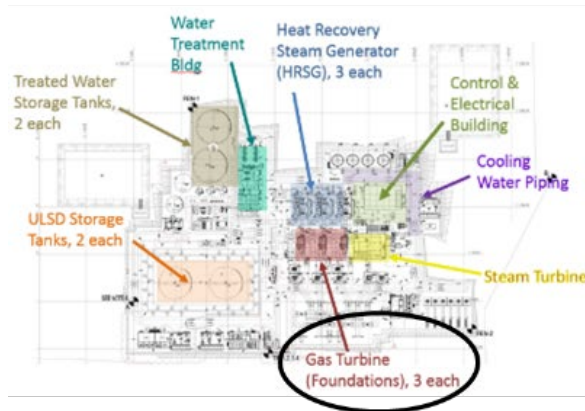 Water
Treatment
Bldg
Heat Recovery
Steam Generator
(HRSG), 3 each
Treated Water
Storage Tanks,
2 each
Control &
Electrical
Building
Cooling
Water Piping
ULSD Storage
Tanks, 2 each
Steam Turbine
Gas Turbine
(Foundations), 3 each